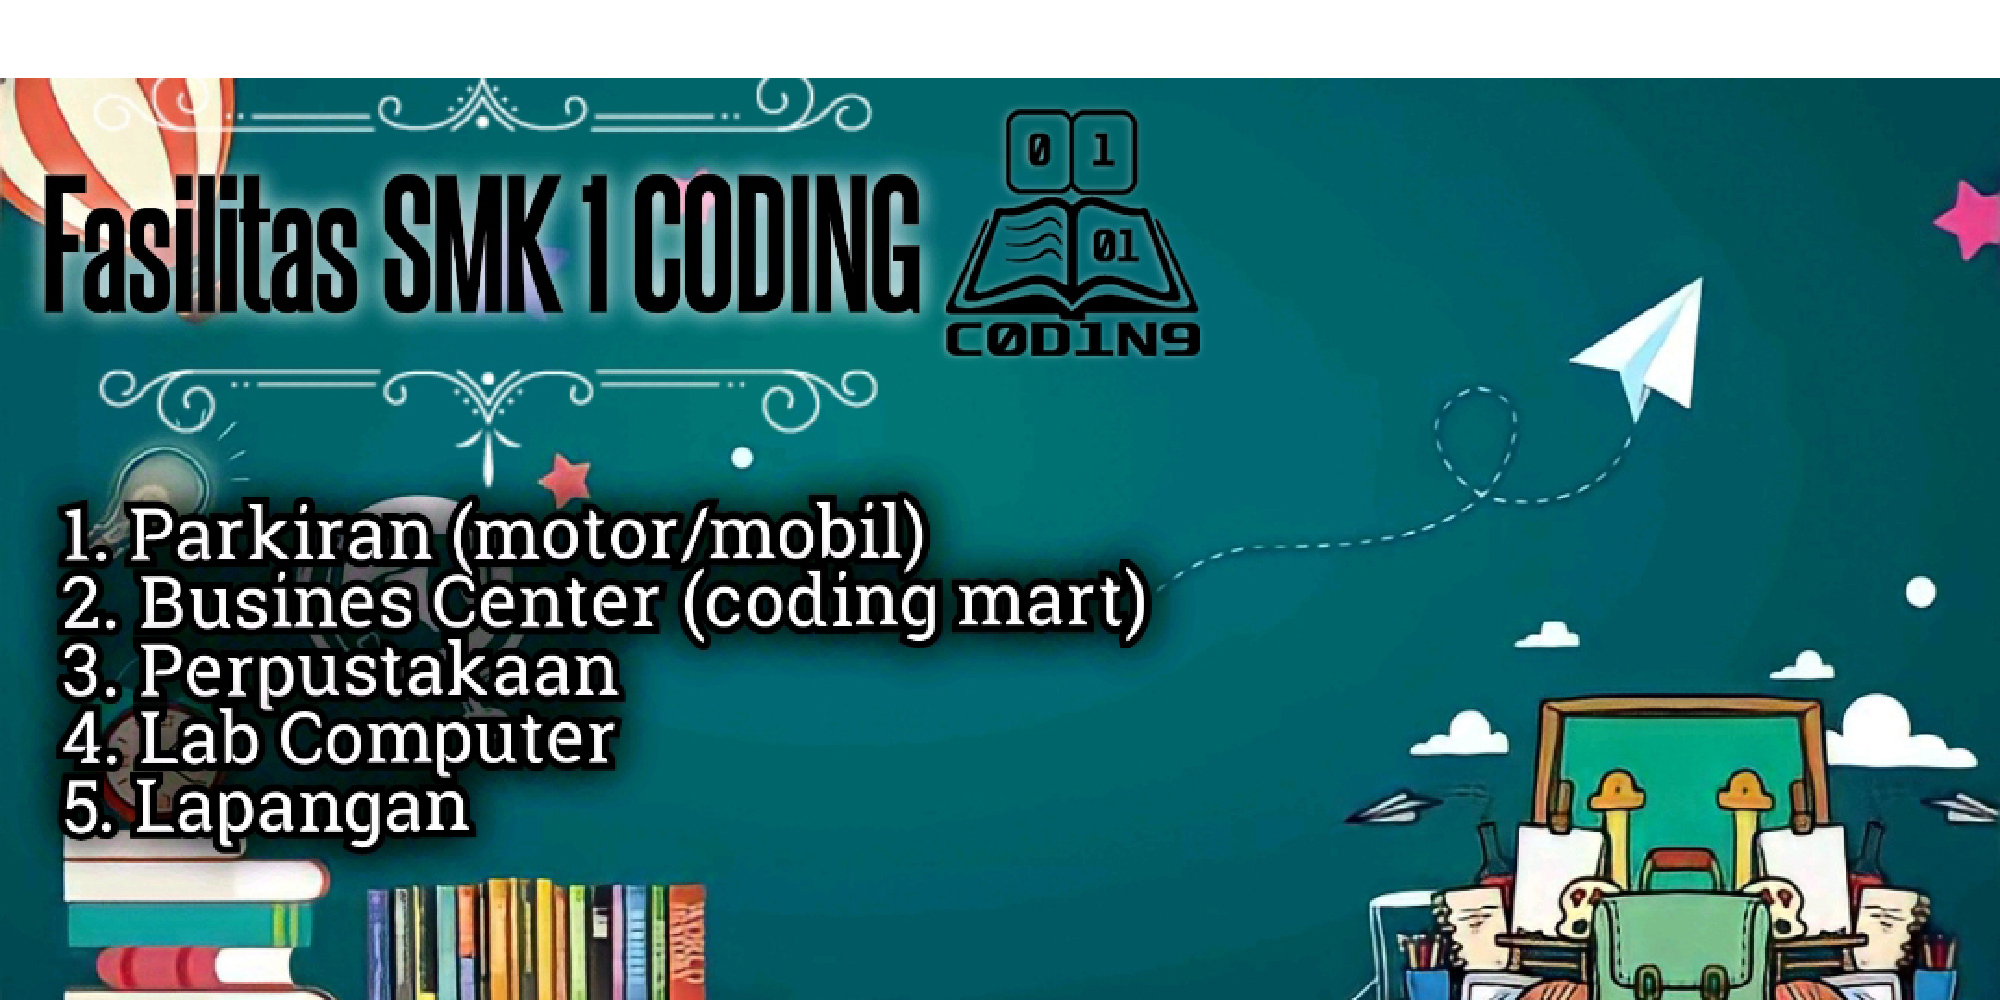 Fasilitas SMK 1 CODING
0 1
01
C0D1N9
1. Parkiran (motor/mobil)
2. Busines Center (coding mart)
3. Perpustakaan
4. Lab Computer
5. Lapangan